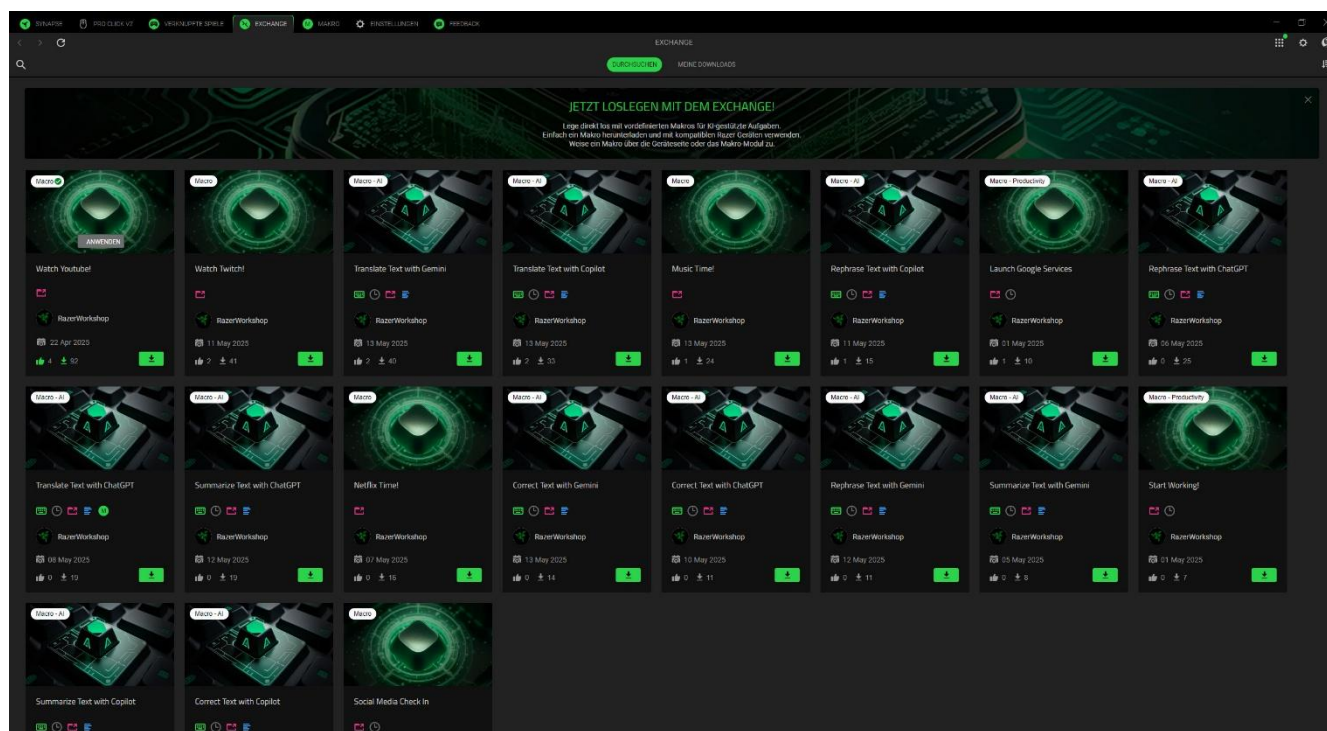 SYNAPSE PRO CLICK V2 VERKNÜPFTE SPIELE EXCHANGE MAKRO EINSTELLUNGEN FEEDBACK
EXCHANGE
DURCHSUCHEN MEINE DOWNLOADS
JETZT LOSLEGEN MIT DEM EXCHANGE!
Lege direkt los mit vordefinierten Makros für KI-gestützte Aufgaben.
Einfach ein Makro herunterladen und mit kompatiblen Razer Geräten verwenden.
Weise ein Makro über die Geräteseite oder das Makro-Modul zu.
Macro Macro Macro - AI Macro - AI Macro Macro - AI Macro - Productivity Macro - AI
ANWENDEN
Watch Youtube! Watch Twitch! Translate Text with Gemini Translate Text with Copilot Music Time! Rephrase Text with Copilot Launch Google Services Rephrase Text with ChatGPT
RazerWorkshop RazerWorkshop RazerWorkshop RazerWorkshop RazerWorkshop RazerWorkshop RazerWorkshop RazerWorkshop
22 Apr 2025 11 May 2025 13 May 2025 13 May 2025 13 May 2025 11 May 2025 01 May 2025 06 May 2025
4 92 2 41 2 40 2 33 1 24 1 15 1 10 0 25
Macro - AI Macro - AI Macro Macro - AI Macro - AI Macro - AI Macro - AI Macro - Productivity
Translate Text with ChatGPT Summarize Text with ChatGPT Netflix Time! Correct Text with Gemini Correct Text with ChatGPT Rephrase Text with Gemini Summarize Text with Gemini Start Working!
RazerWorkshop RazerWorkshop RazerWorkshop RazerWorkshop RazerWorkshop RazerWorkshop RazerWorkshop RazerWorkshop
08 May 2025 12 May 2025 07 May 2025 13 May 2025 10 May 2025 12 May 2025 05 May 2025 01 May 2025
0 19 0 19 0 16 0 14 0 11 0 11 0 8 0 7
Macro - AI Macro - AI Macro
Summarize Text with Copilot Correct Text with Copilot Social Media Check In